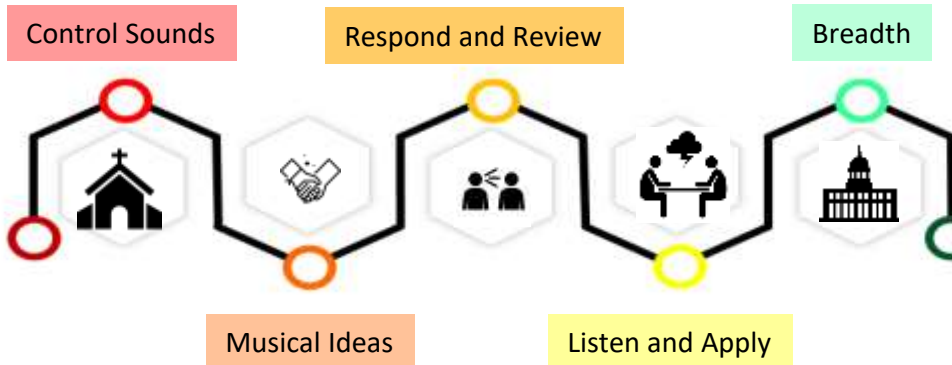 Control Sounds
Respond and Review
Breadth
Musical Ideas
Listen and Apply